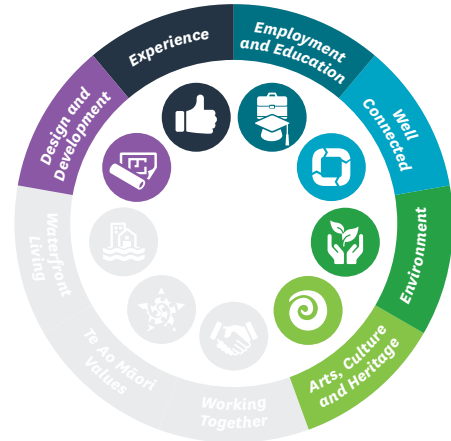 Experience
Employment
and Education
Well
Connected
Environment
Arts, Culture
and Heritage
Working
Together
Te Ao Māori
Values
Waterfront
Living
Design and
Development